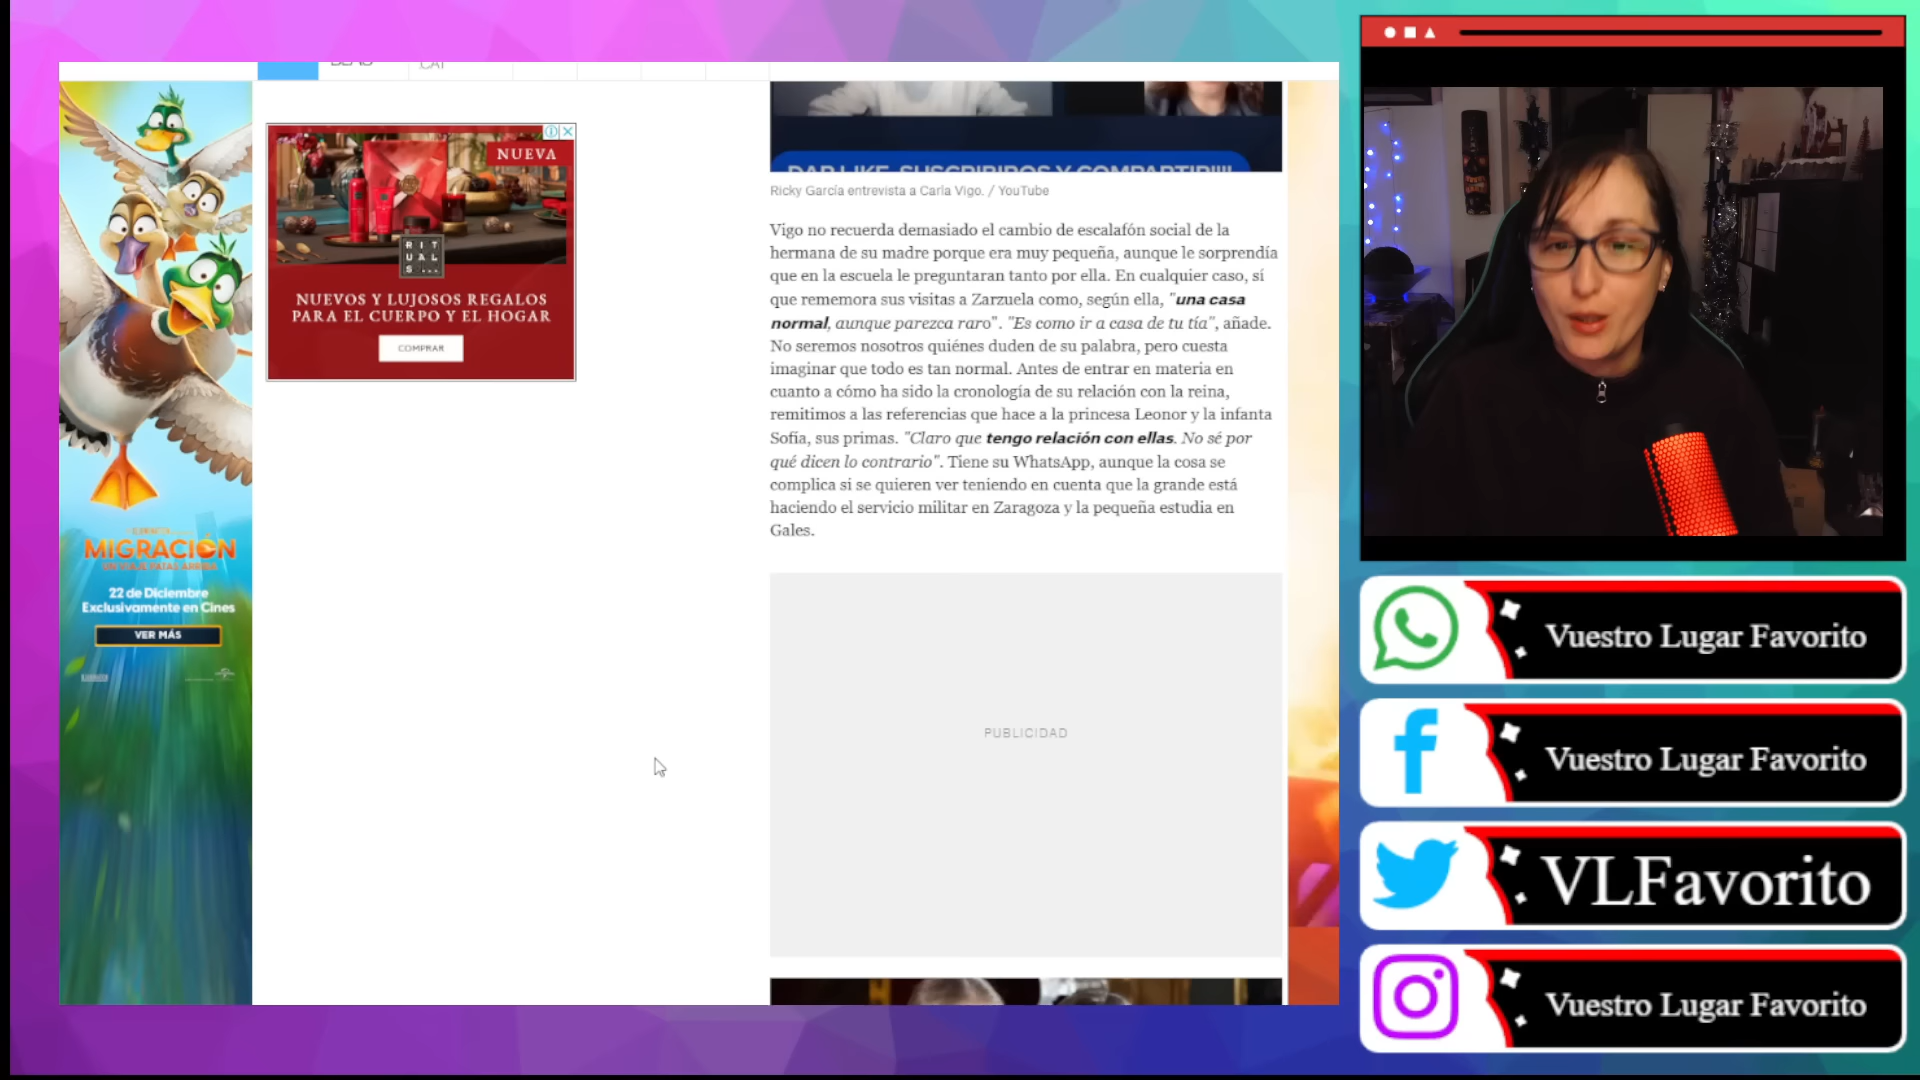 NUEVA
RIT
UAL
S...
NUEVOS Y LUJOSOS REGALOS
PARA EL CUERPO Y EL HOGAR
COMPRAR
MIGRACIÓN
22 de Diciembre
Exclusivamente en Cines
VER MÁS
DAR LIKE, SUSCRIBIROS Y COMPARTIR!!!!
Ricky García entrevista a Carla Vigo. / YouTube
Vigo no recuerda demasiado el cambio de escalafón social de la
hermana de su madre porque era muy pequeña, aunque le sorprendía
que en la escuela le preguntaran tanto por ella. En cualquier caso, sí
que rememora sus visitas a Zarzuela como, según ella, "una casa
normal, aunque parezca raro". "Es como ir a casa de tu tía", añade.
No seremos nosotros quiénes duden de su palabra, pero cuesta
imaginar que todo es tan normal. Antes de entrar en materia en
cuanto a cómo ha sido la cronología de su relación con la reina,
remitimos a las referencias que hace a la princesa Leonor y la infanta
Sofía, sus primas. "Claro que tengo relación con ellas. No sé por
qué dicen lo contrario". Tiene su WhatsApp, aunque la cosa se
complica si se quieren ver teniendo en cuenta que la grande está
haciendo el servicio militar en Zaragoza y la pequeña estudia en
Gales.
PUBLICIDAD
Vuestro Lugar Favorito
Vuestro Lugar Favorito
VLFavorito
Vuestro Lugar Favorito